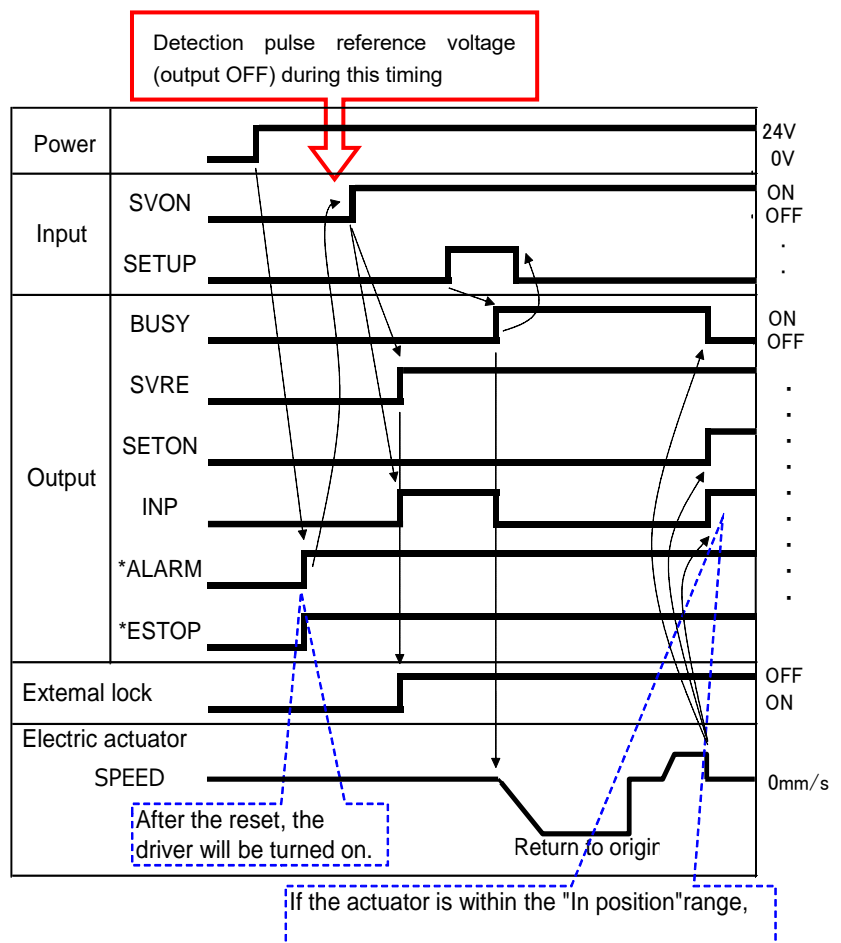 Detection pulse reference voltage
(output OFF) during this timing
Power
24V
0V
Input
SVON
ON
OFF
SETUP
Output
BUSY
ON
OFF
SVRE
SETON
INP
*ALARM
*ESTOP
External lock
OFF
ON
Electric actuator
SPEED
0mm/s
After the reset, the
driver will be turned on.
Return to origin
If the actuator is within the "In position"range,